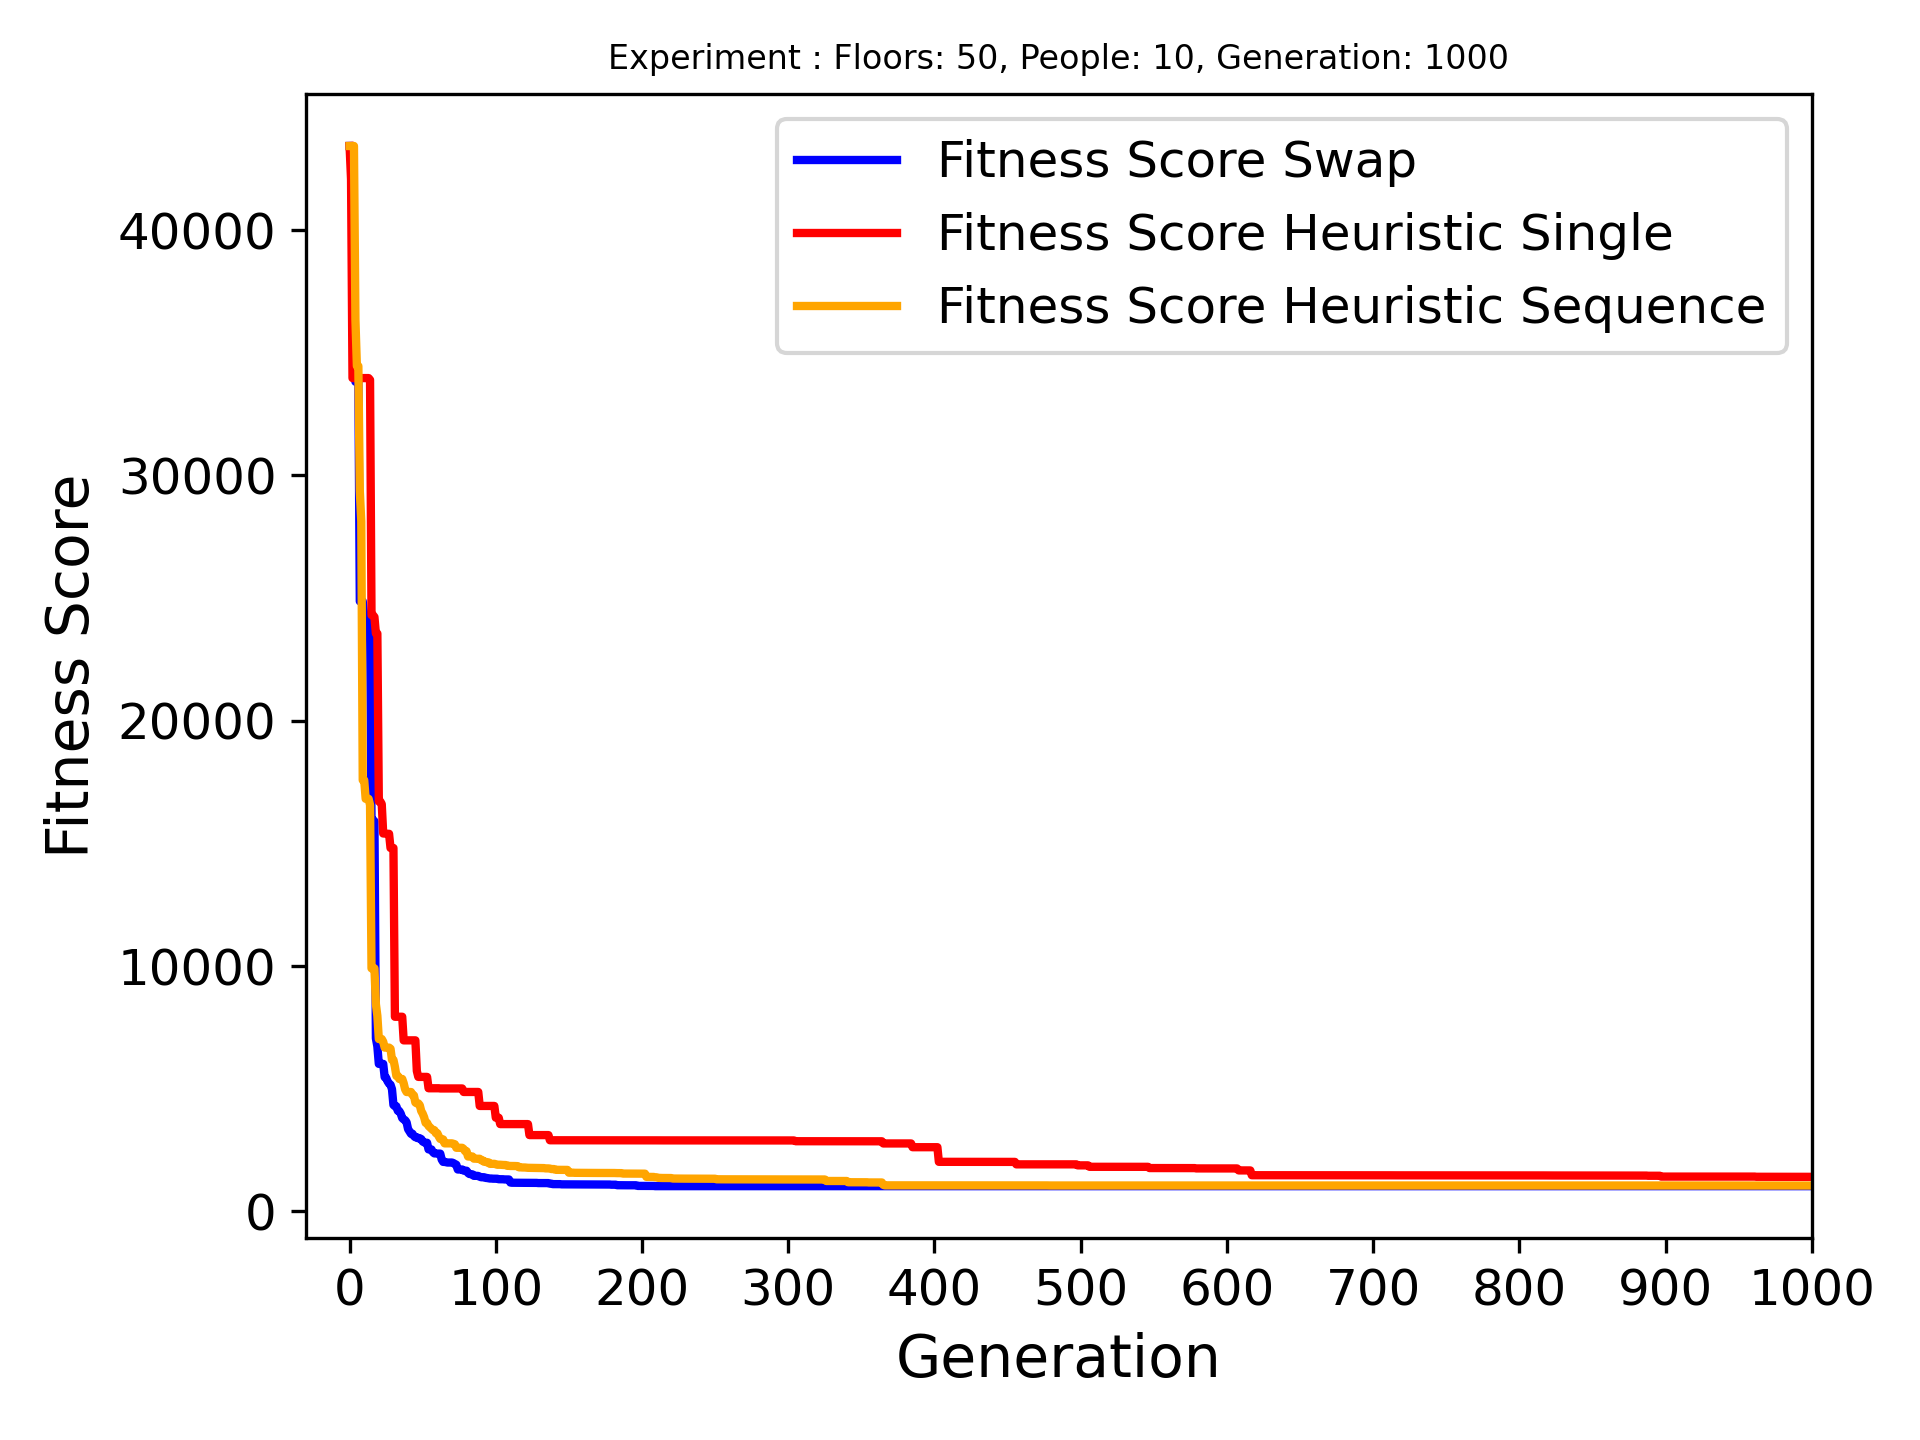 Experiment : Floors: 50, People: 10, Generation: 1000
Fitness Score Swap
Fitness Score Heuristic Single
Fitness Score Heuristic Sequence
40000
30000
20000
10000
0
Fitness Score
0 100 200 300 400 500 600 700 800 900 1000
Generation